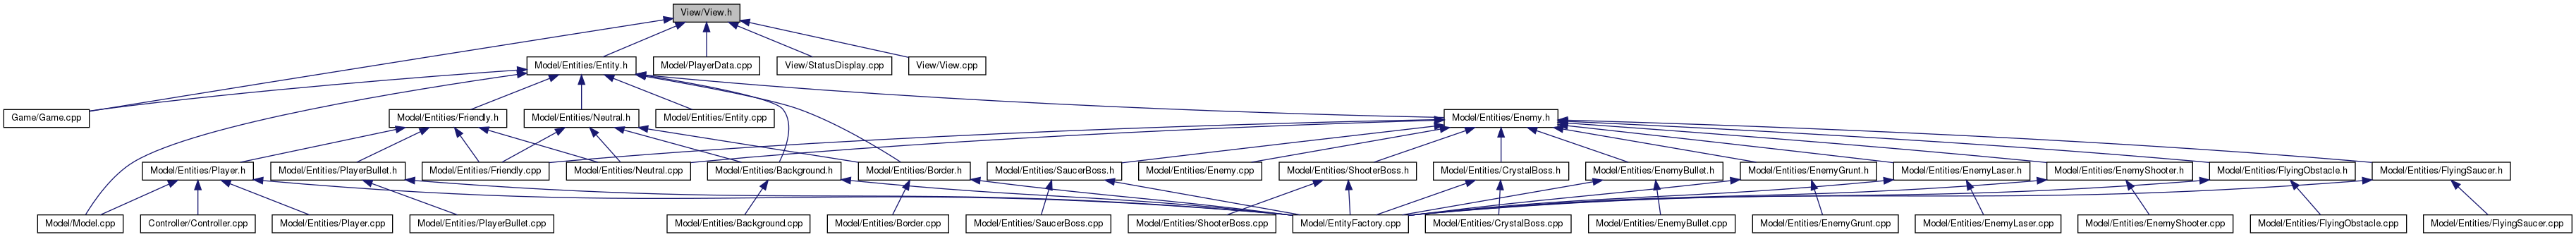 View/View.h
Model/Entities/Entity.h
Model/PlayerData.cpp
View/StatusDisplay.cpp
View/View.cpp
Game/Game.cpp
Model/Entities/Friendly.h
Model/Entities/Neutral.h
Model/Entities/Entity.cpp
Model/Entities/Enemy.h
Model/Entities/Player.h
Model/Entities/PlayerBullet.h
Model/Entities/Friendly.cpp
Model/Entities/Neutral.cpp
Model/Entities/Background.h
Model/Entities/Border.h
Model/Entities/SaucerBoss.h
Model/Entities/Enemy.cpp
Model/Entities/ShooterBoss.h
Model/Entities/CrystalBoss.h
Model/Entities/EnemyBullet.h
Model/Entities/EnemyGrunt.h
Model/Entities/EnemyLaser.h
Model/Entities/EnemyShooter.h
Model/Entities/FlyingObstacle.h
Model/Entities/FlyingSaucer.h
Model/Model.cpp
Controller/Controller.cpp
Model/Entities/Player.cpp
Model/Entities/PlayerBullet.cpp
Model/Entities/Background.cpp
Model/Entities/Border.cpp
Model/Entities/SaucerBoss.cpp
Model/Entities/ShooterBoss.cpp
Model/EntityFactory.cpp
Model/Entities/CrystalBoss.cpp
Model/Entities/EnemyBullet.cpp
Model/Entities/EnemyGrunt.cpp
Model/Entities/EnemyLaser.cpp
Model/Entities/EnemyShooter.cpp
Model/Entities/FlyingObstacle.cpp
Model/Entities/FlyingSaucer.cpp